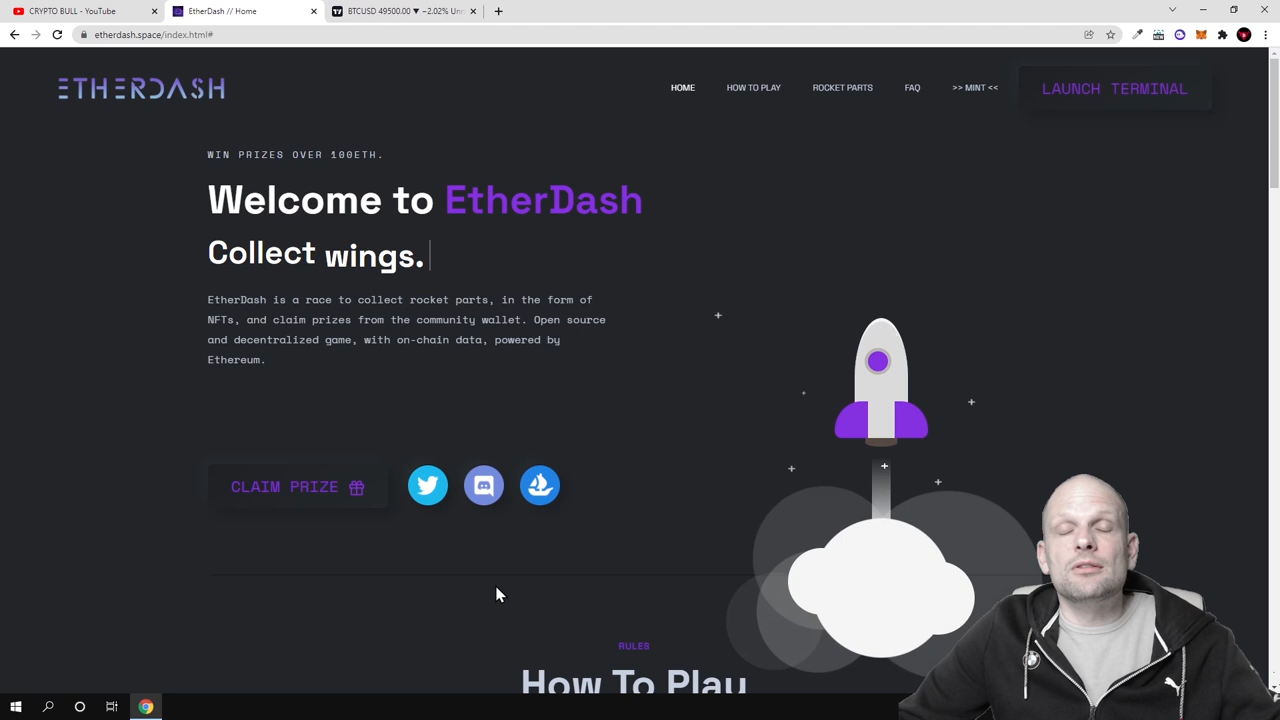 CRYPTO BULL - YouTube
EtherDash // Home
BTCUSD 49500.00 ▼ −2.02% Un
etherdash.space/index.html#
ETHERDASH
HOME
HOW TO PLAY
ROCKET PARTS
FAQ
>> MINT <<
LAUNCH TERMINAL
WIN PRIZES OVER 100ETH.
Welcome to EtherDash
Collect wings.
EtherDash is a race to collect rocket parts, in the form of
NFTs, and claim prizes from the community wallet. Open source
and decentralized game, with on-chain data, powered by
Ethereum.
CLAIM PRIZE
RULES
How To Play